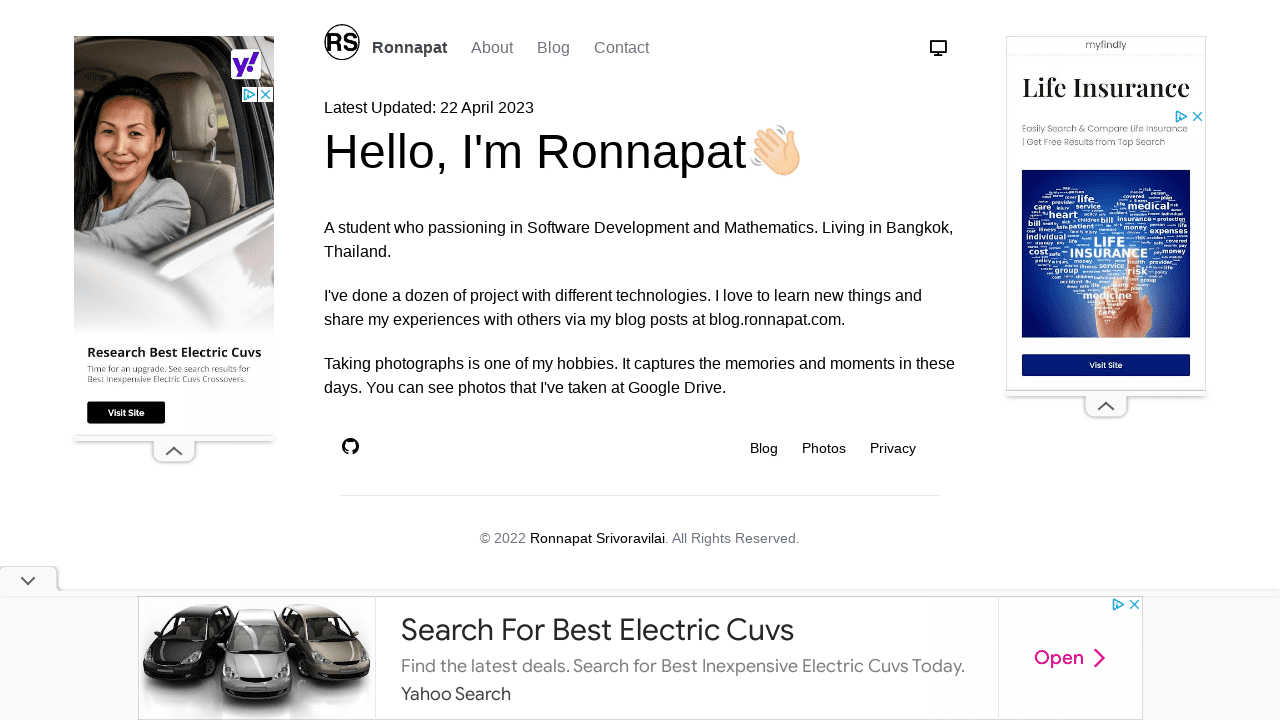 RS
Ronnapat
About
Blog
Contact
Latest Updated: 22 April 2023
Hello, I'm Ronnapat👋🏻
A student who passioning in Software Development and Mathematics. Living in Bangkok,
Thailand.
I've done a dozen of project with different technologies. I love to learn new things and
share my experiences with others via my blog posts at blog.ronnapat.com.
Taking photographs is one of my hobbies. It captures the memories and moments in these
days. You can see photos that I've taken at Google Drive.
Blog
Photos
Privacy
© 2022 Ronnapat Srivoravilai. All Rights Reserved.
Research Best Electric Cuvs
Time for an upgrade. See search results for
Best Inexpensive Electric Cuvs Crossovers.
Visit Site
myfindly
Life Insurance
Easily Search & Compare Life Insurance
| Get Free Results from Top Search
LIFE
INSURANCE
life
medical
heart
group
risk
medicine
Visit Site
Search For Best Electric Cuvs
Find the latest deals. Search for Best Inexpensive Electric Cuvs Today.
Yahoo Search
Open